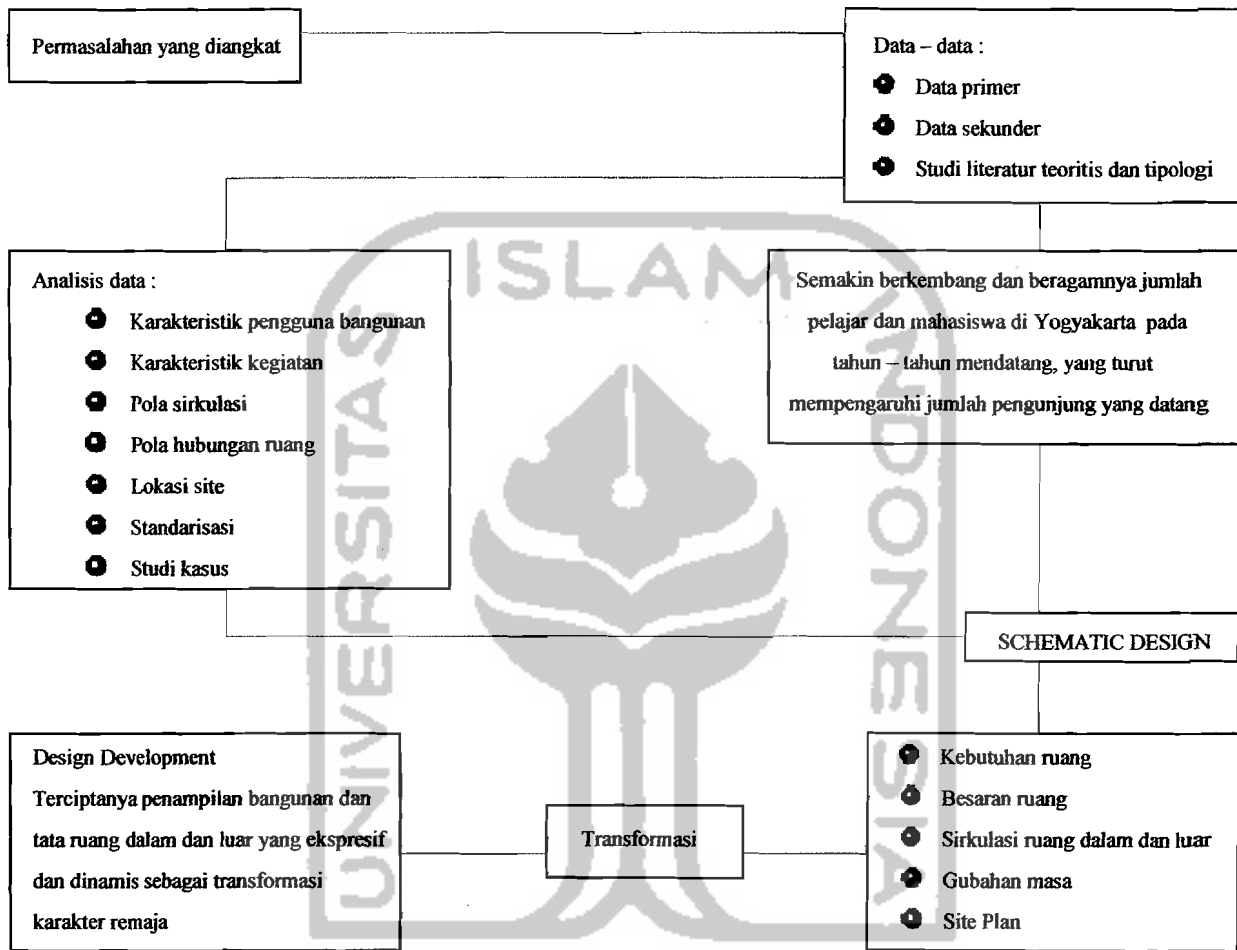 Permasalahan yang diangkat
Data – data :
Data primer
Data sekunder
Studi literatur teoritis dan tipologi
Analisis data :
Karakteristik pengguna bangunan
Karakteristik kegiatan
Pola sirkulasi
Pola hubungan ruang
Lokasi site
Standarisasi
Studi kasus
Semakin berkembang dan beragamnya jumlah
pelajar dan mahasiswa di Yogyakarta pada
tahun – tahun mendatang, yang turut
mempengaruhi jumlah pengunjung yang datang
SCHEMATIC DESIGN
Design Development
Terciptanya penampilan bangunan dan
tata ruang dalam dan luar yang ekspresif
dan dinamis sebagai transformasi
karakter remaja
Transformasi
Kebutuhan ruang
Besaran ruang
Sirkulasi ruang dalam dan luar
Gubahan masa
Site Plan
UNIVERSITAS
ISLAM
INDONESIA